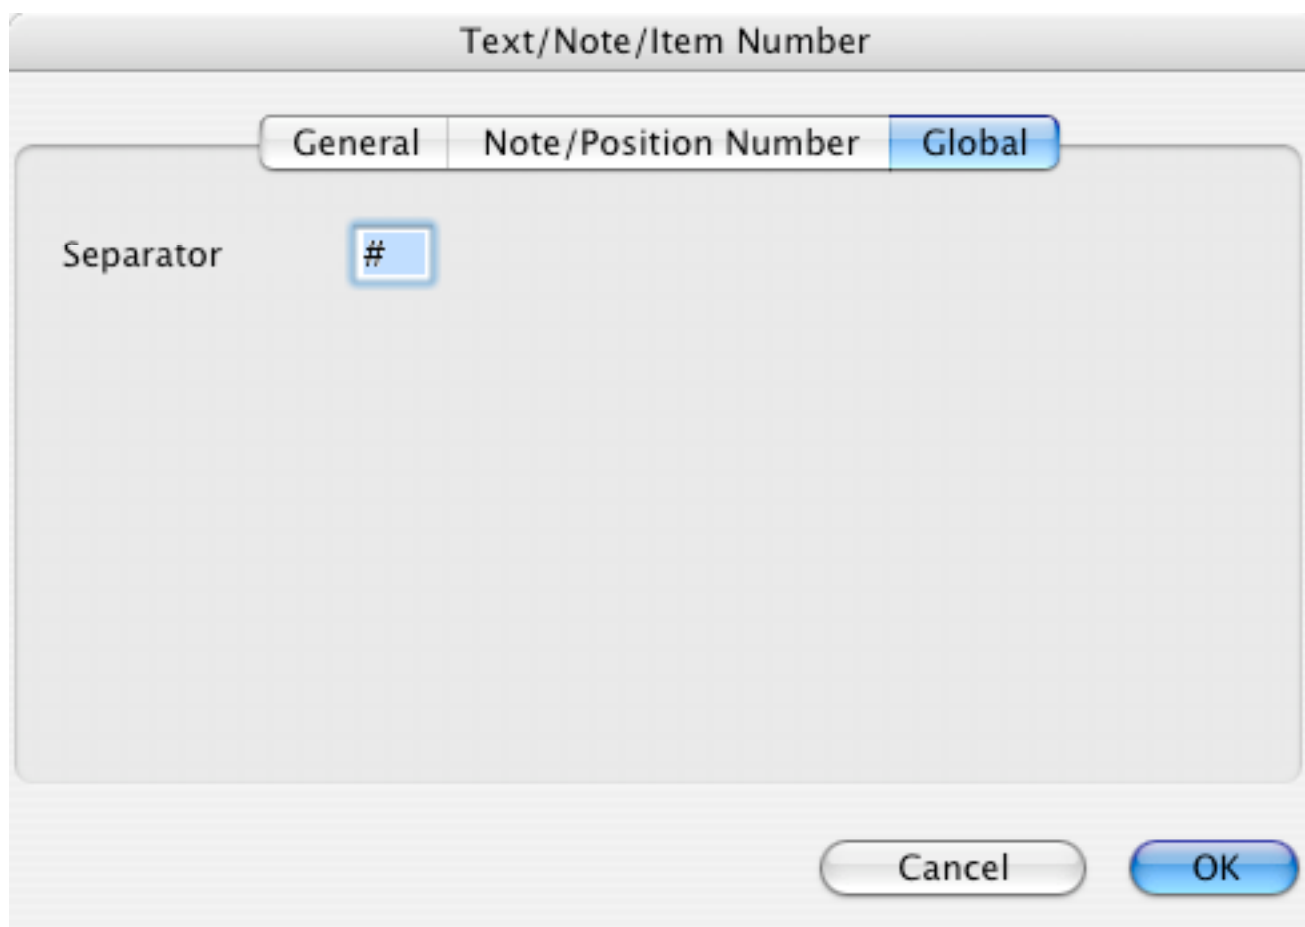 Text/Note/Item Number
General Note/Position Number Global
Separator #
Cancel OK